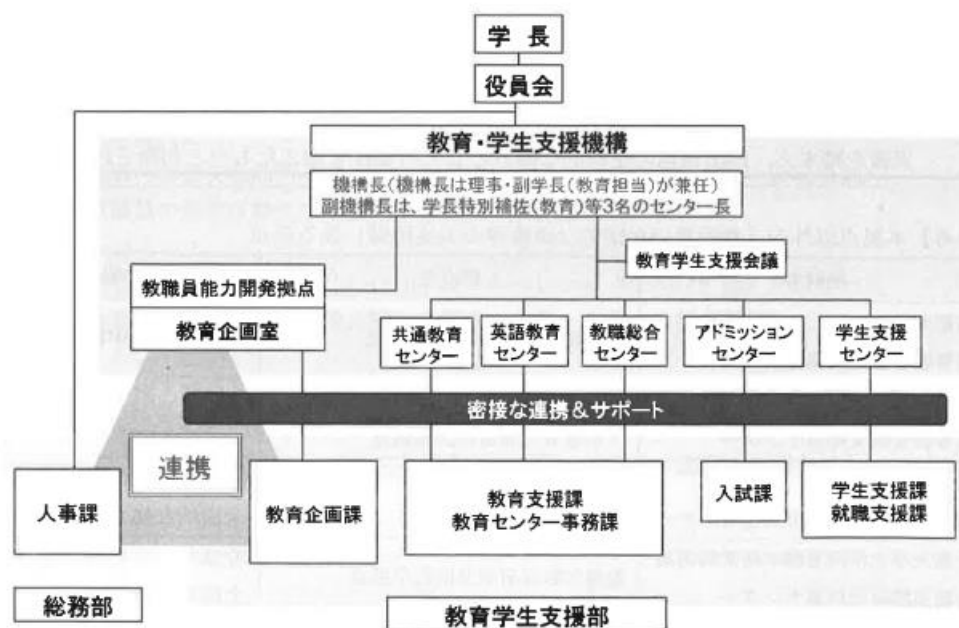 学 長
役員会
教育・学生支援機構
機構長(機構長は理事・副学長(教育担当)が兼任)
副機構長は、学長特別補佐(教育)等3名のセンター長
教育学生支援会議
教職員能力開発拠点
教育企画室
共通教育
センター
英語教育
センター
教職総合
センター
アドミッション
センター
学生支援
センター
密接な連携&サポート
連携
人事課
教育企画課
教育支援課
教育センター事務課
入試課
学生支援課
就職支援課
総務部
教育学生支援部